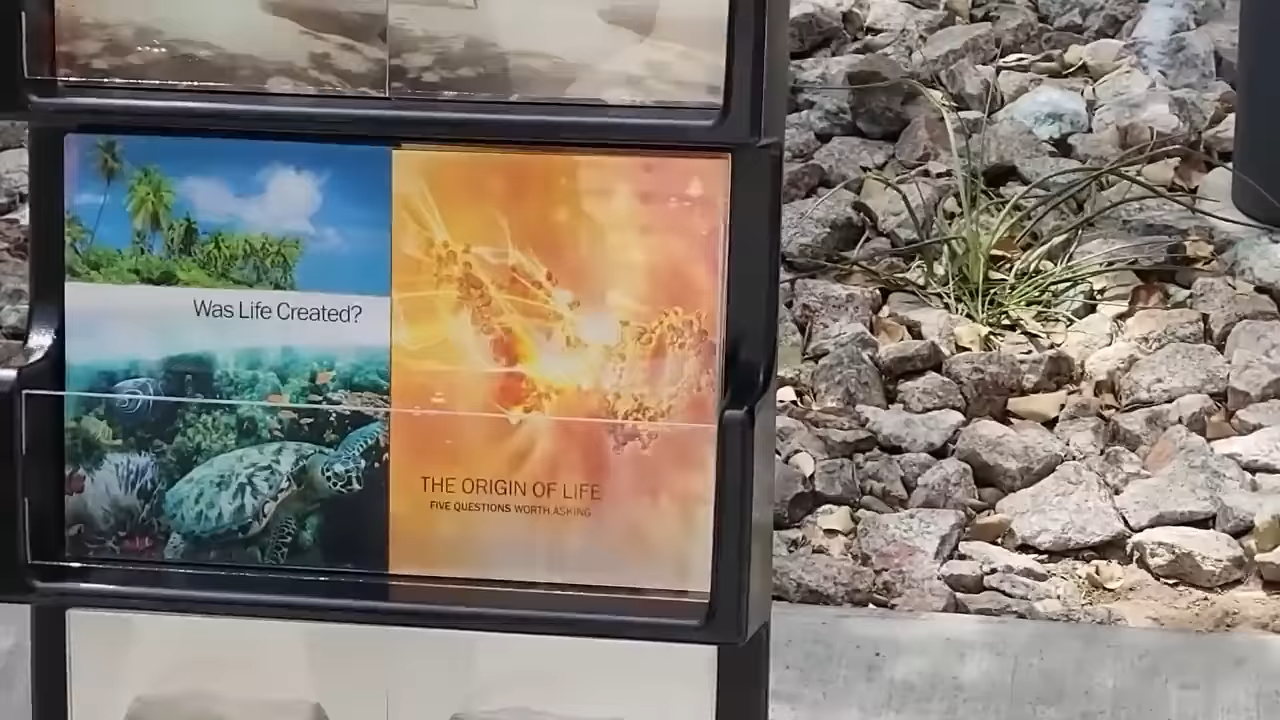 Was Life Created?
THE ORIGIN OF LIFE
FIVE QUESTIONS WORTH ASKING